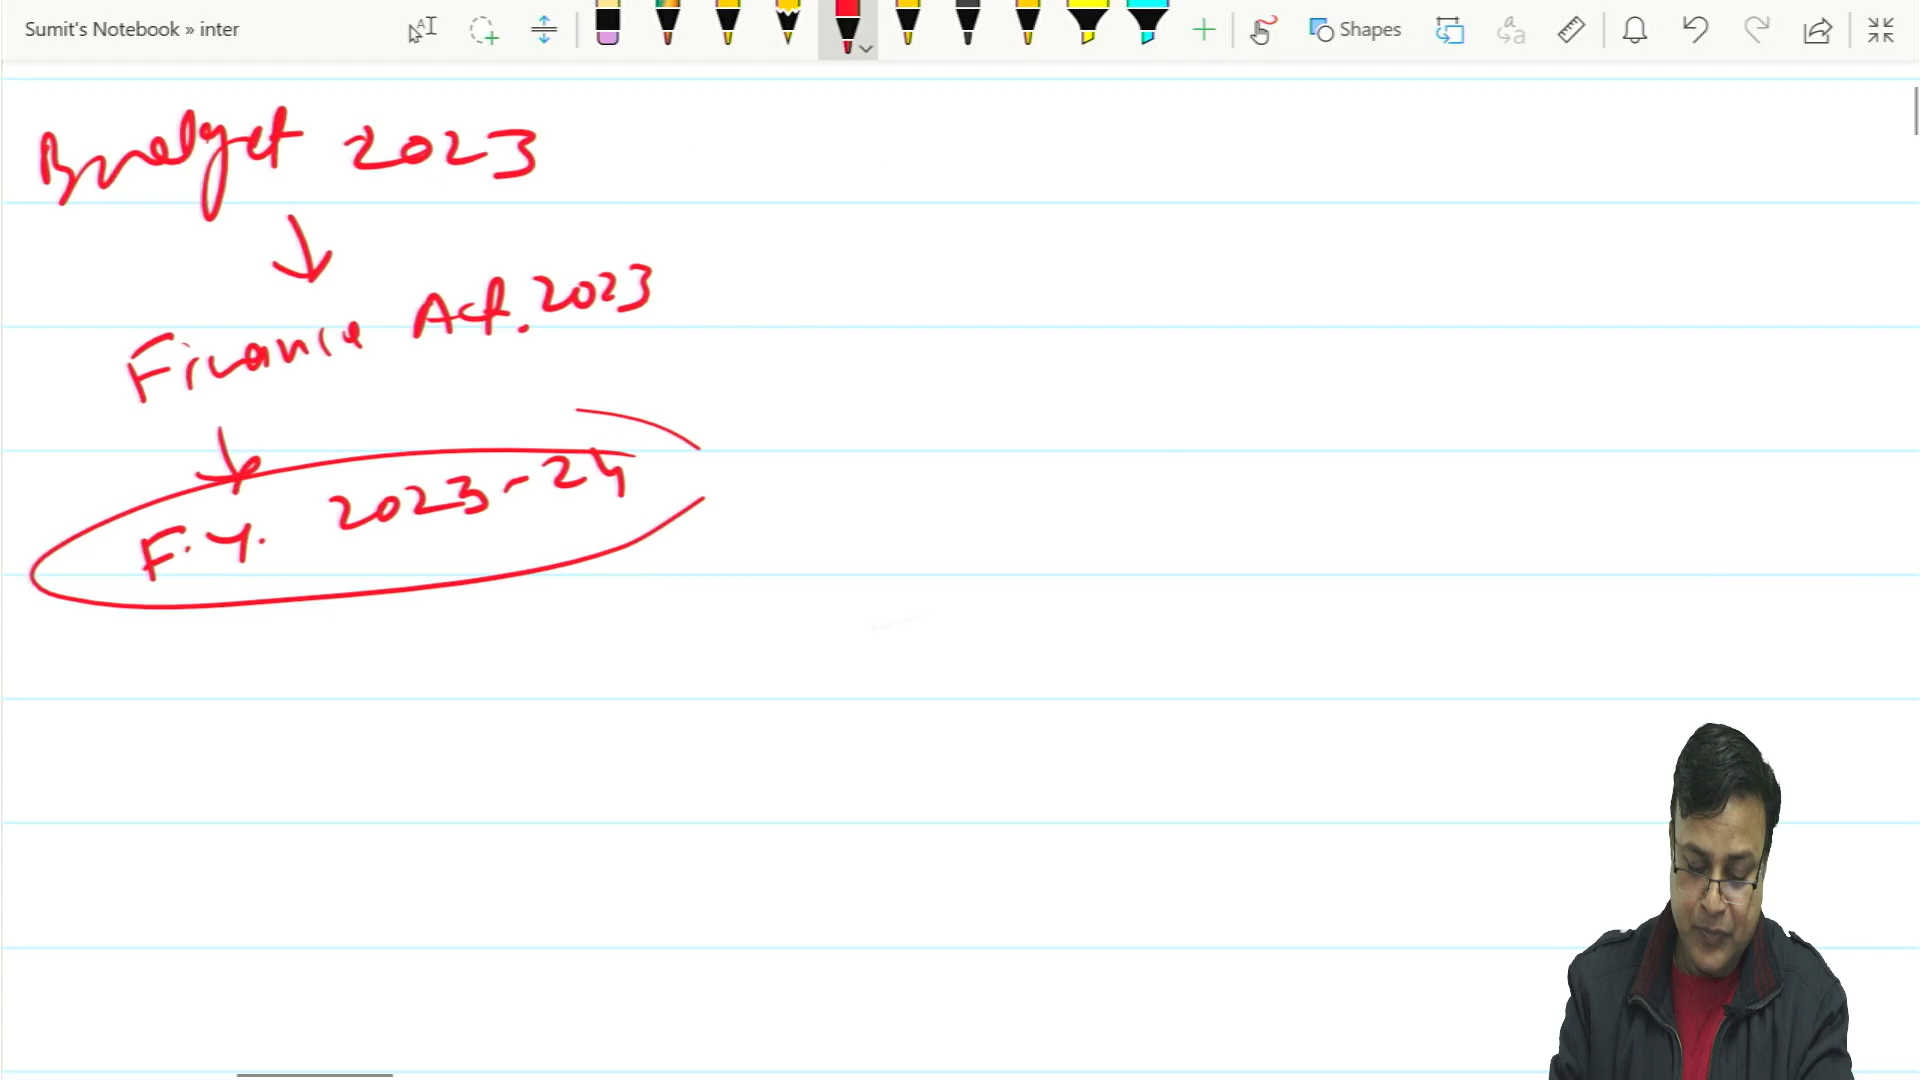 Sumit's Notebook » inter
Shapes
Budget 2023
Finance Act. 2023
F.Y. 2023-24